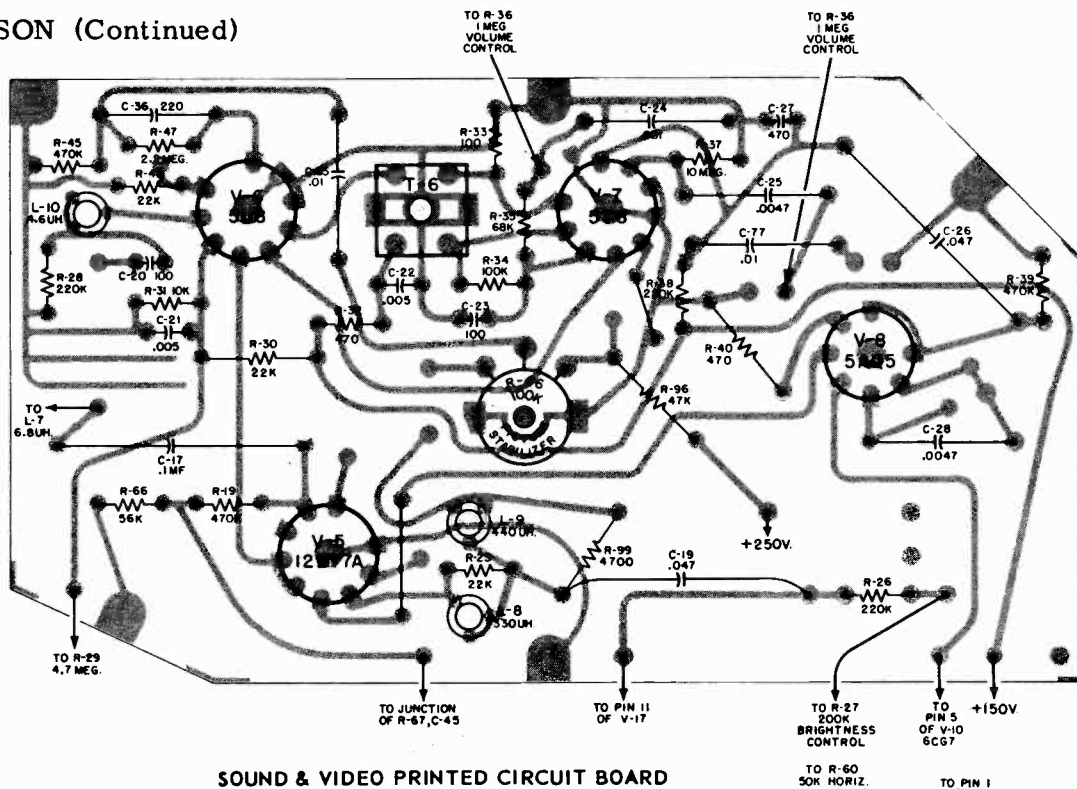 SON (Continued)
TO R-36
1 MEG
VOLUME
CONTROL
TO R-36
1 MEG
VOLUME
CONTROL
C-36 220
R-47
R-45
470K
22K
L-10
4.6UH
R-28
220K
C-20 100
R-31 10K
C-21
.005
R-30
22K
.01
T-6
R-33
100
R-35
68K
C-22
.005
R-34
100K
C-23
100
470
C-24
C-27
470
R-37
10 MEG.
C-25
.0047
C-77
.01
C-26
.047
R-39
470K
R-40
470
V-7
V-8
100K
STABILIZER
R-96
47K
C-28
.0047
TO
L-7
6.8UH.
C-17
.1MF
R-66
56K
R-19
V-5
L-9
440UH.
22K
L-8
330UH
R-99
4700
C-19
.047
+250V.
R-26
220K
TO R-29
4.7 MEG.
TO JUNCTION
OF R-67,C-45
TO PIN 11
OF V-17
TO R-27
200K
BRIGHTNESS
CONTROL
TO
PIN 5
OF V-10
6CG7
+150V.
TO R-60
50K HORIZ.
TO PIN 1
SOUND & VIDEO PRINTED CIRCUIT BOARD